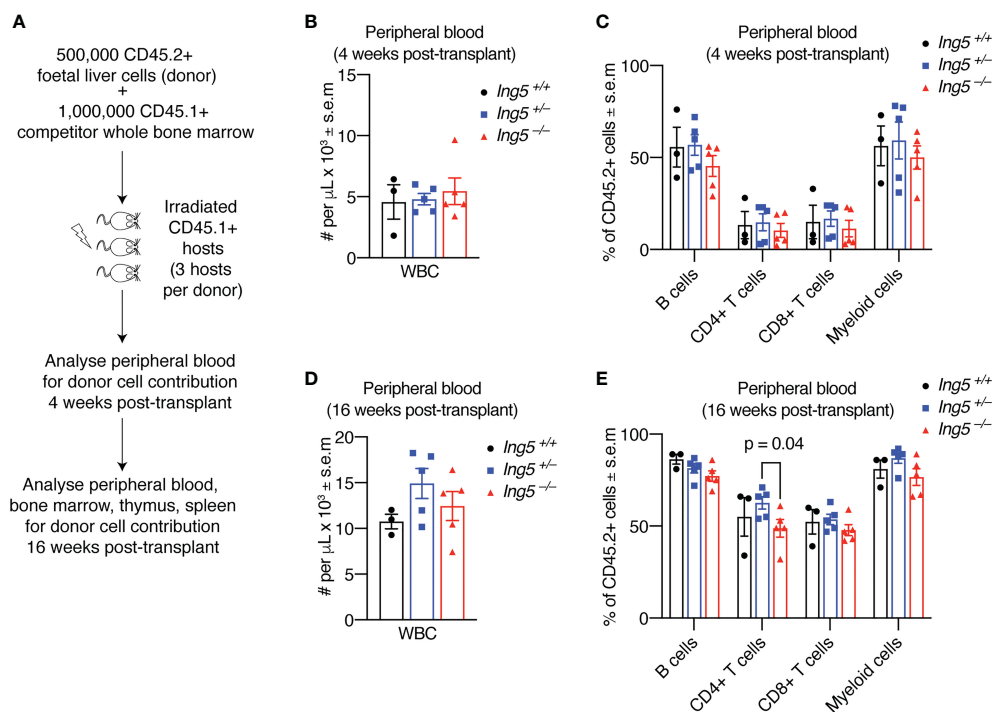 A
500,000 CD45.2+
foetal liver cells (donor)
+
1,000,000 CD45.1+
competitor whole bone marrow
Irradiated
CD45.1+
hosts
(3 hosts
per donor)
Analyse peripheral blood
for donor cell contribution
4 weeks post-transplant
Analyse peripheral blood,
bone marrow, thymus, spleen
for donor cell contribution
16 weeks post-transplant
B
Peripheral blood
(4 weeks post-transplant)
# per μL x 10³ ± s.e.m
15
10
5
0
WBC
Ing5 +/+
Ing5 +/–
Ing5 –/–
C
Peripheral blood
(4 weeks post-transplant)
% of CD45.2+ cells ± s.e.m
100
50
0
B cells
CD4+ T cells
CD8+ T cells
Myeloid cells
Ing5 +/+
Ing5 +/–
Ing5 –/–
D
Peripheral blood
(16 weeks post-transplant)
# per μL x 10³ ± s.e.m
20
15
10
5
0
WBC
Ing5 +/+
Ing5 +/–
Ing5 –/–
E
Peripheral blood
(16 weeks post-transplant)
% of CD45.2+ cells ± s.e.m
100
50
0
p = 0.04
B cells
CD4+ T cells
CD8+ T cells
Myeloid cells
Ing5 +/+
Ing5 +/–
Ing5 –/–